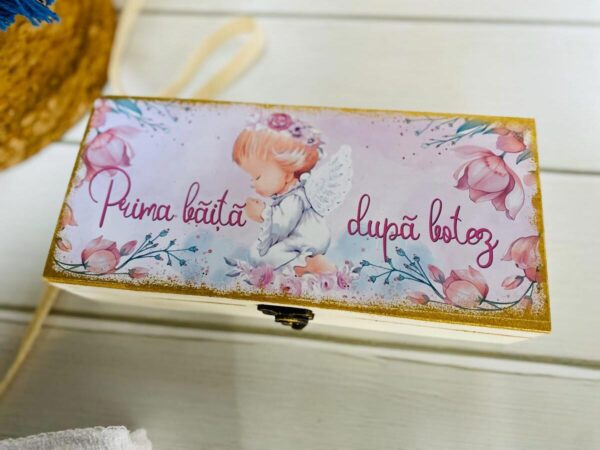 Prima băiță după botez